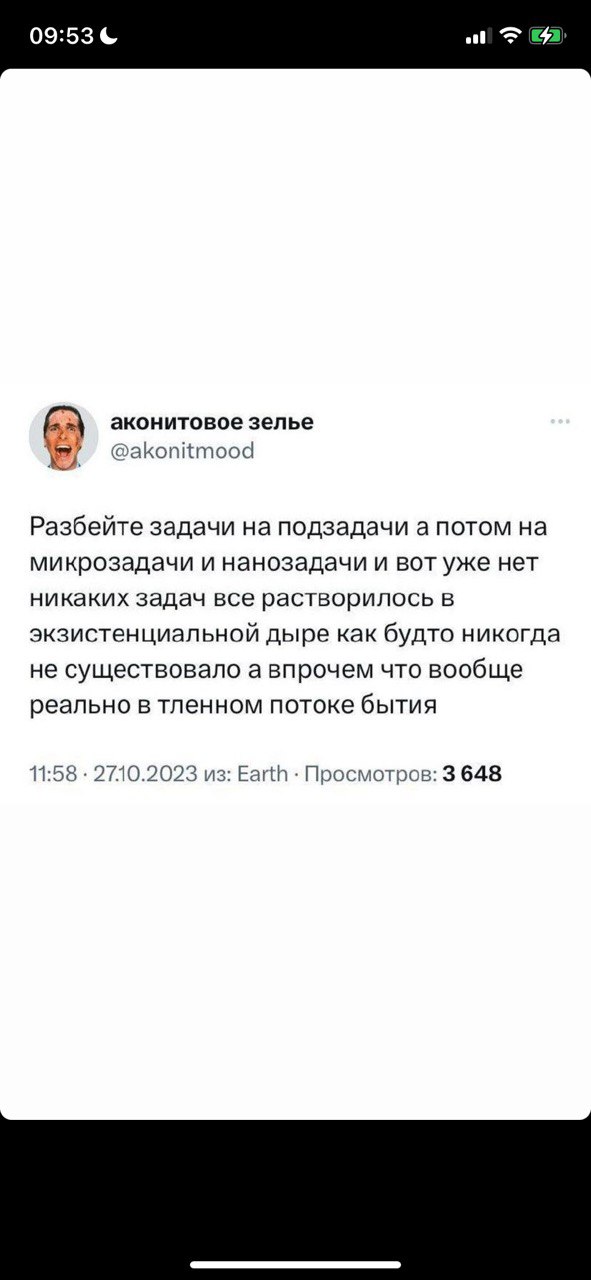 09:53
аконитовое зелье
@akonitmood
Разбейте задачи на подзадачи а потом на
микрозадачи и нанозадачи и вот уже нет
никаких задач все растворилось в
экзистенциальной дыре как будто никогда
не существовало а впрочем что вообще
реально в тленном потоке бытия
11:58 · 27.10.2023 из: Earth · Просмотров: 3 648